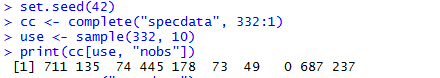 > set.seed(42)
> cc <- complete("specdata", 332:1)
> use <- sample(332, 10)
> print(cc[use, "nobs"])
[1] 711 135 74 445 178 73 49 0 687 237